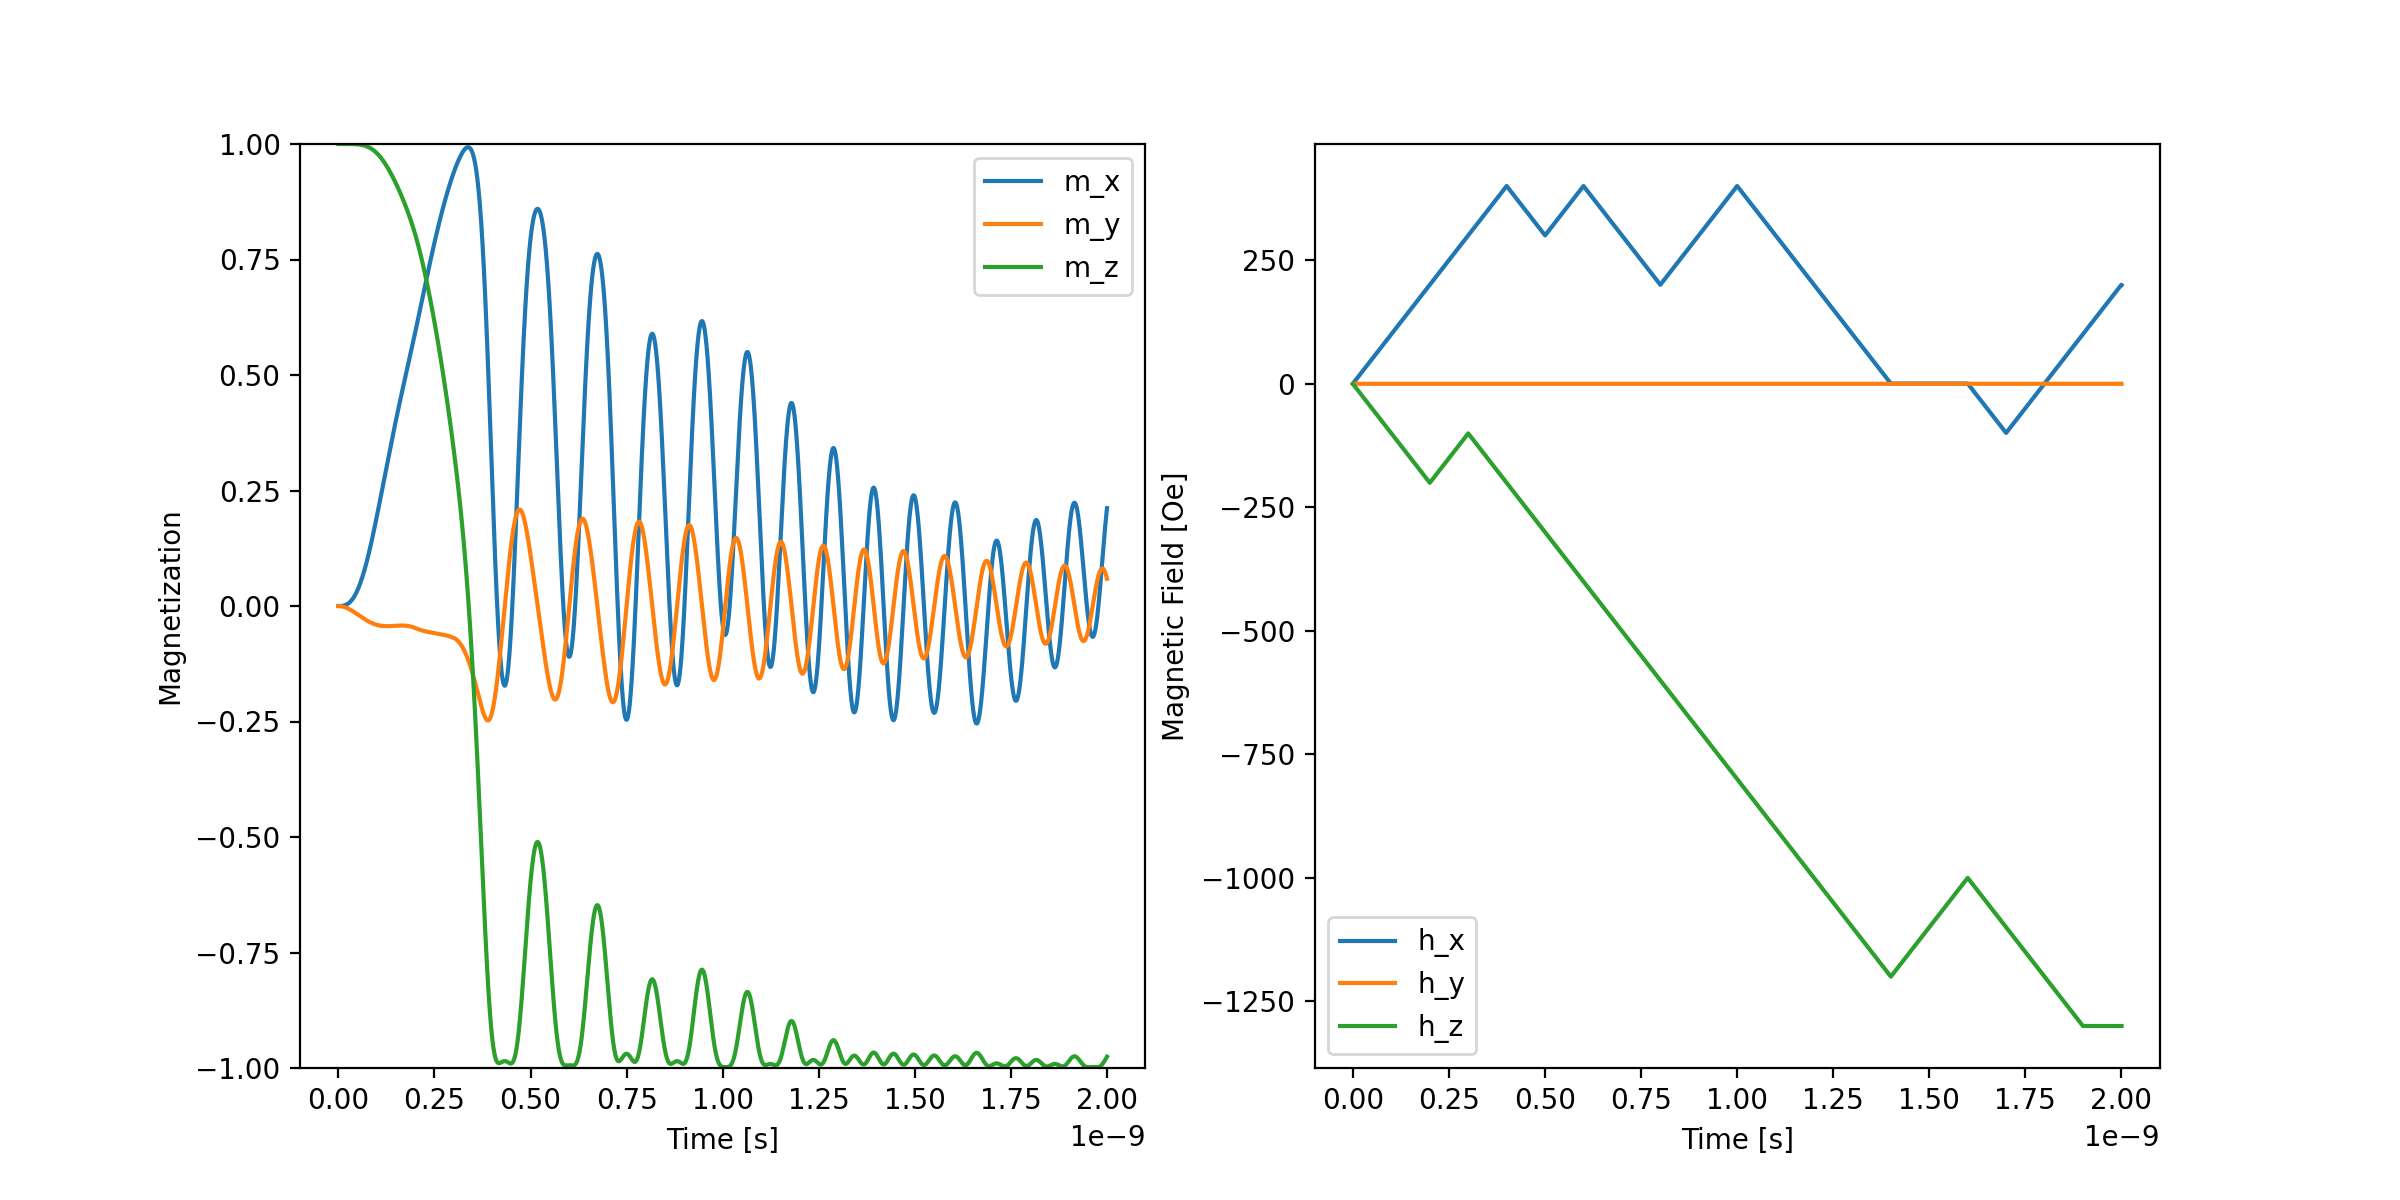 1.00
0.75
0.50
0.25
0.00
−0.25
−0.50
−0.75
−1.00
Magnetization
m_x
m_y
m_z
0.00 0.25 0.50 0.75 1.00 1.25 1.50 1.75 2.00
Time [s]
1e−9
250
0
−250
−500
−750
−1000
−1250
Magnetic Field [Oe]
h_x
h_y
h_z
0.00 0.25 0.50 0.75 1.00 1.25 1.50 1.75 2.00
Time [s]
1e−9